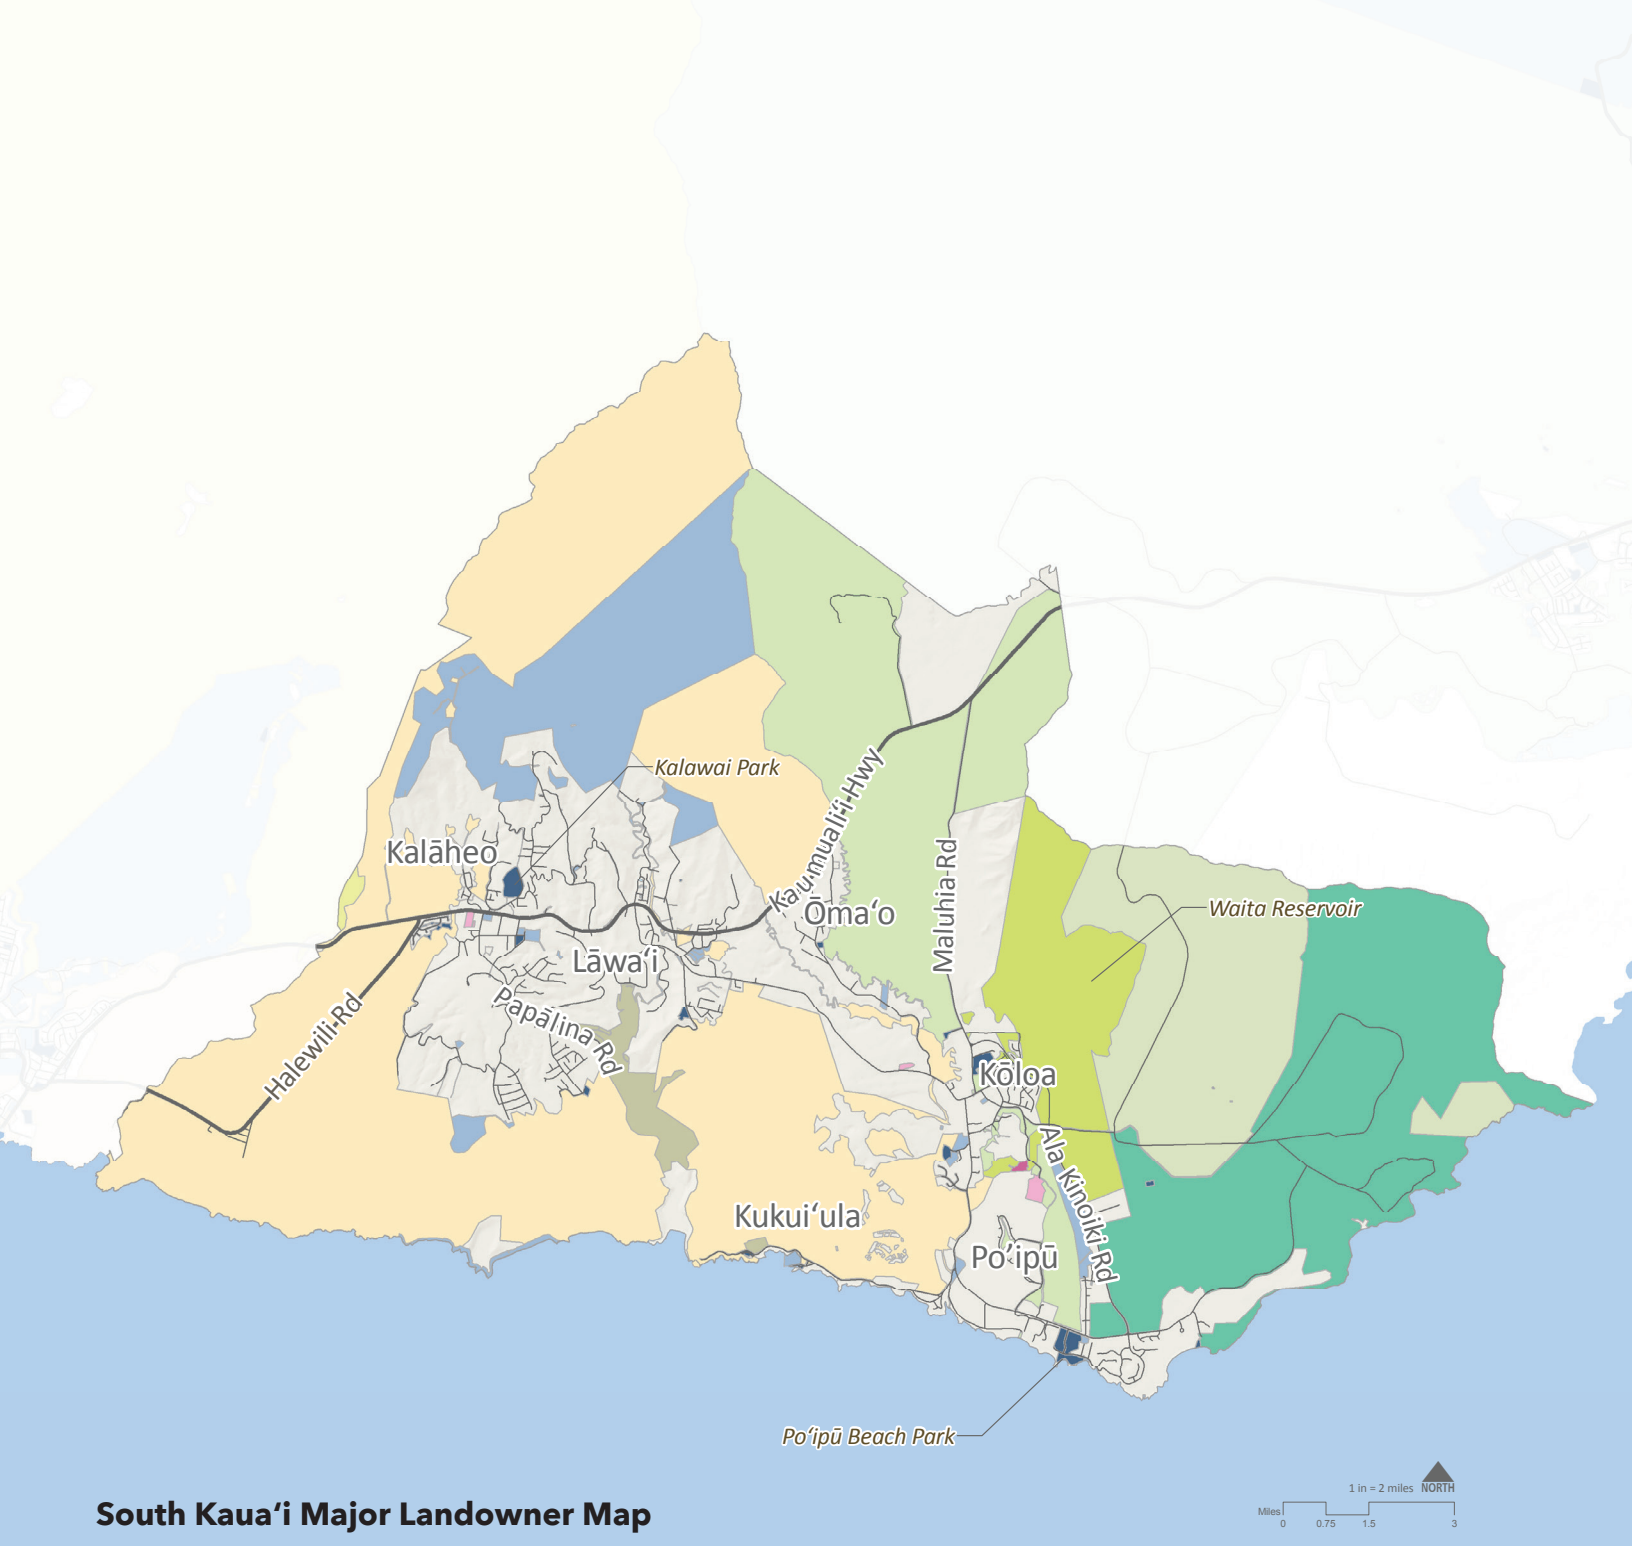 Kalawai Park
Kalāheo
Kaumualiʻi Hwy
Ōmaʻo
Maluhia Rd
Waita Reservoir
Lāwaʻi
Papālina Rd
Halewili Rd
Kōloa
Ala Kinoiki Rd
Kukuiʻula
Po’ipū
Poʻipū Beach Park
1 in = 2 miles NORTH
Miles
0 0.75 1.5 3
South Kauaʻi Major Landowner Map